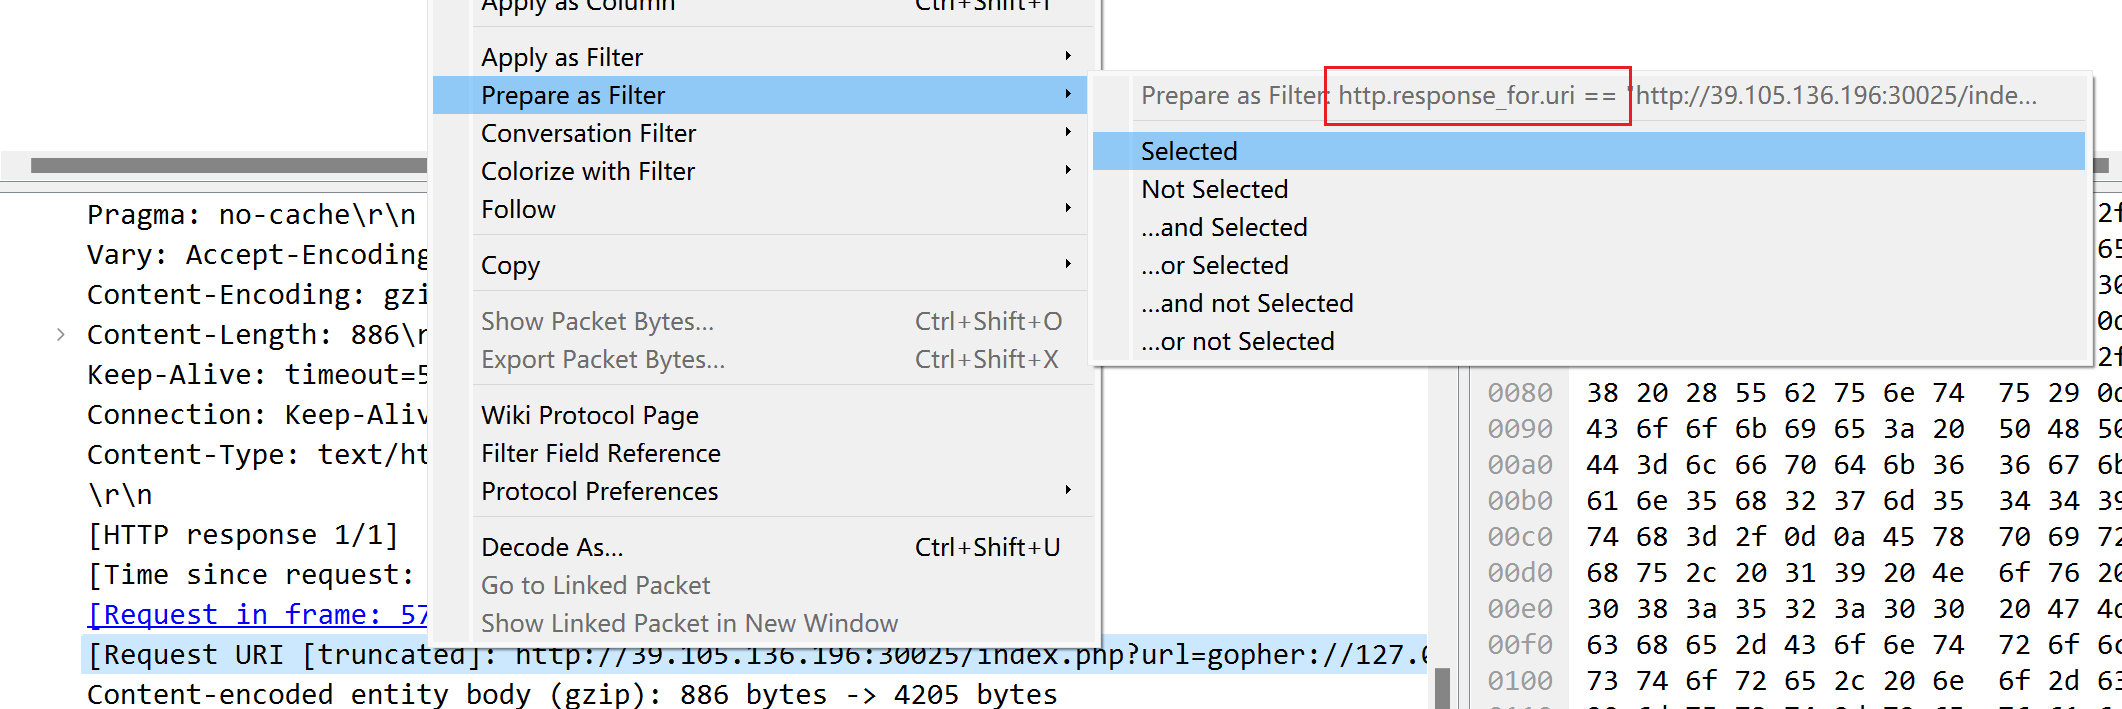 Apply as Column Ctrl+Shift+I
Apply as Filter
Prepare as Filter
Conversation Filter
Colorize with Filter
Follow
Copy
Show Packet Bytes... Ctrl+Shift+O
Export Packet Bytes... Ctrl+Shift+X
Wiki Protocol Page
Filter Field Reference
Protocol Preferences
Decode As... Ctrl+Shift+U
Go to Linked Packet
Show Linked Packet in New Window
Prepare as Filter: http.response_for.uri == "http://39.105.136.196:30025/inde...
Selected
Not Selected
...and Selected
...or Selected
...and not Selected
...or not Selected
Pragma: no-cache\r\n
Vary: Accept-Encoding
Content-Encoding: gzi
Content-Length: 886\r
Keep-Alive: timeout=5
Connection: Keep-Aliv
Content-Type: text/ht
\r\n
[HTTP response 1/1]
[Time since request:
[Request in frame: 57
[Request URI [truncated]: http://39.105.136.196:30025/index.php?url=gopher://127.0
Content-encoded entity body (gzip): 886 bytes -> 4205 bytes
2f
65
30
0d
2f
0080 38 20 28 55 62 75 6e 74 75 29 0d
0090 43 6f 6f 6b 69 65 3a 20 50 48 50
00a0 44 3d 6c 66 70 64 6b 36 36 67 6b
00b0 61 6e 35 68 32 37 6d 35 34 34 39
00c0 74 68 3d 2f 0d 0a 45 78 70 69 72
00d0 68 75 2c 20 31 39 20 4e 6f 76 20
00e0 30 38 3a 35 32 3a 30 30 20 47 4d
00f0 63 68 65 2d 43 6f 6e 74 72 6f 6c
0100 73 74 6f 72 65 2c 20 6e 6f 2d 63